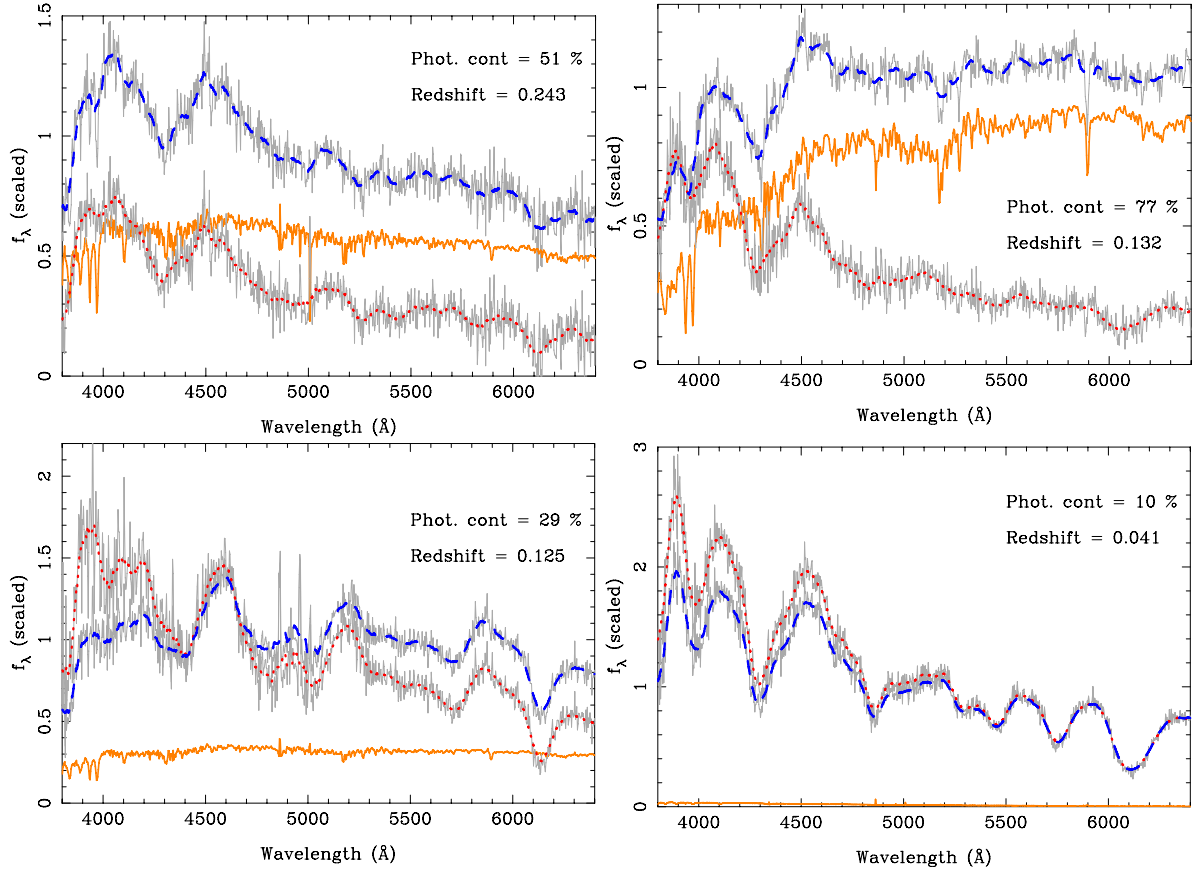 1.5
1
0.5
0
f_λ (scaled)
Phot. cont = 51 %
Redshift = 0.243
4000 4500 5000 5500 6000
Wavelength (Å)
1
0.5
0
f_λ (scaled)
Phot. cont = 77 %
Redshift = 0.132
4000 4500 5000 5500 6000
Wavelength (Å)
2
1.5
1
0.5
0
f_λ (scaled)
Phot. cont = 29 %
Redshift = 0.125
4000 4500 5000 5500 6000
Wavelength (Å)
3
2
1
0
f_λ (scaled)
Phot. cont = 10 %
Redshift = 0.041
4000 4500 5000 5500 6000
Wavelength (Å)